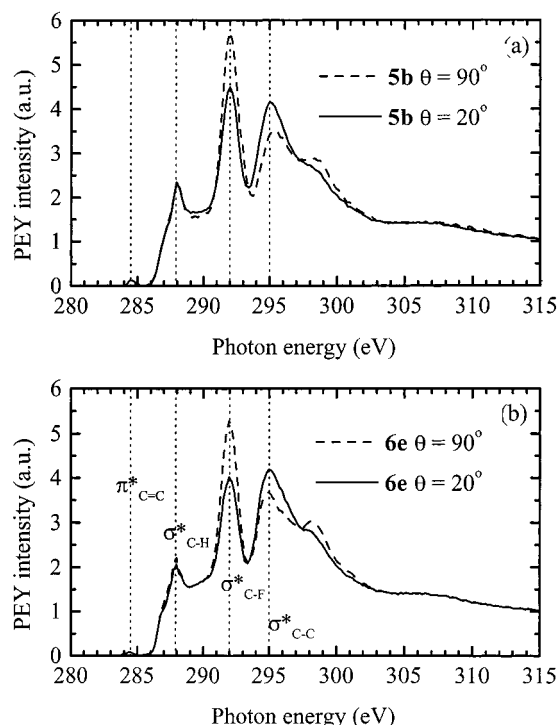 6
(a)
5
5b θ = 90°
4
5b θ = 20°
3
2
1
0
280 285 290 295 300 305 310 315
PEY intensity (a.u.)
Photon energy (eV)
6
(b)
5
6e θ = 90°
4
6e θ = 20°
π*C=C
3
σ*C-H
2
σ*C-F
1
σ*C-C
0
280 285 290 295 300 305 310 315
PEY intensity (a.u.)
Photon energy (eV)